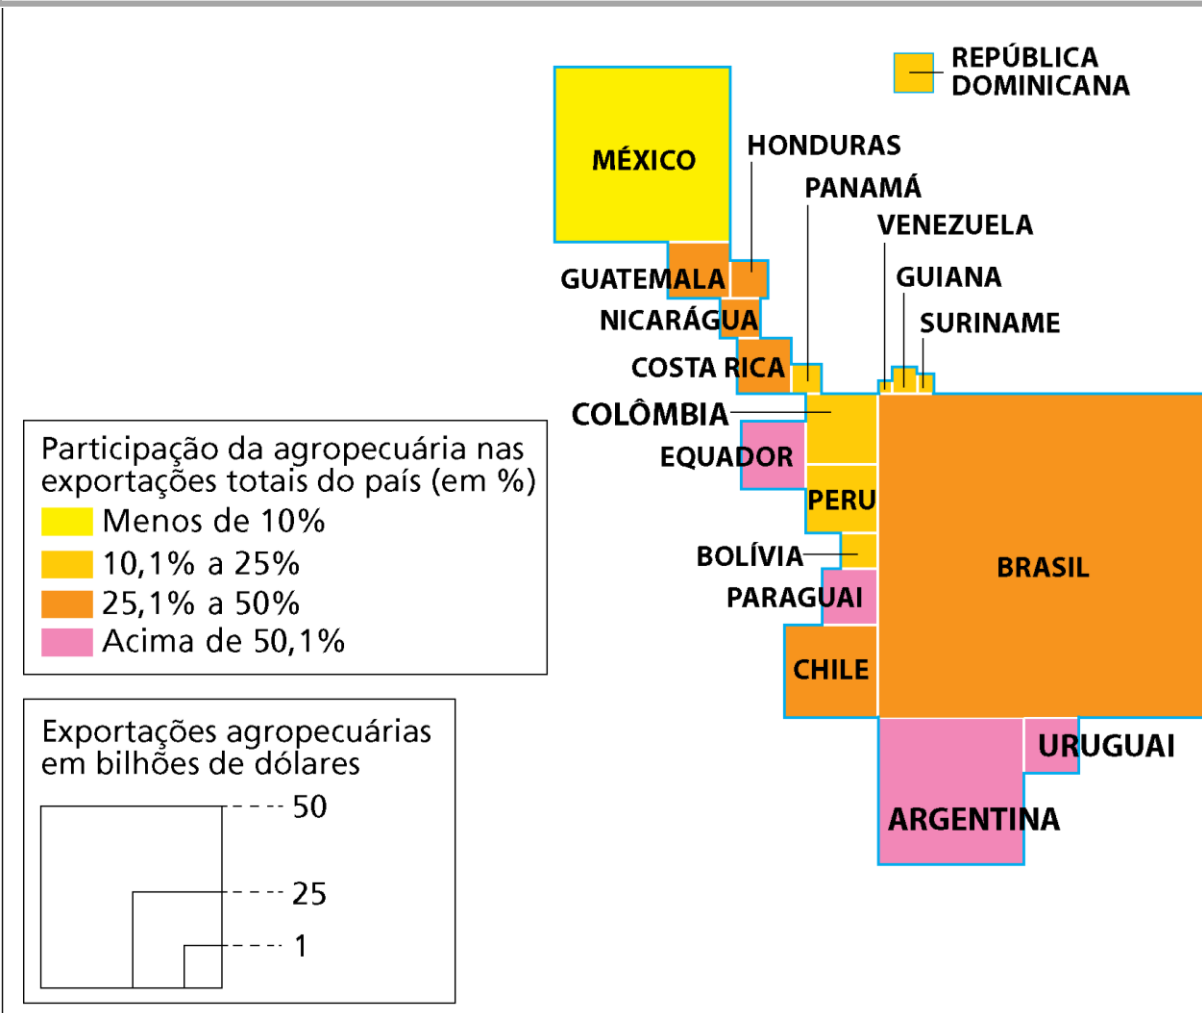 REPÚBLICA
DOMINICANA
MÉXICO
HONDURAS
PANAMÁ
VENEZUELA
GUATEMALA
GUIANA
NICARÁGUA
SURINAME
COSTA RICA
COLÔMBIA
EQUADOR
PERU
BOLÍVIA
BRASIL
PARAGUAI
CHILE
URUGUAI
ARGENTINA
Participação da agropecuária nas
exportações totais do país (em %)
Menos de 10%
10,1% a 25%
25,1% a 50%
Acima de 50,1%
Exportações agropecuárias
em bilhões de dólares
50
25
1